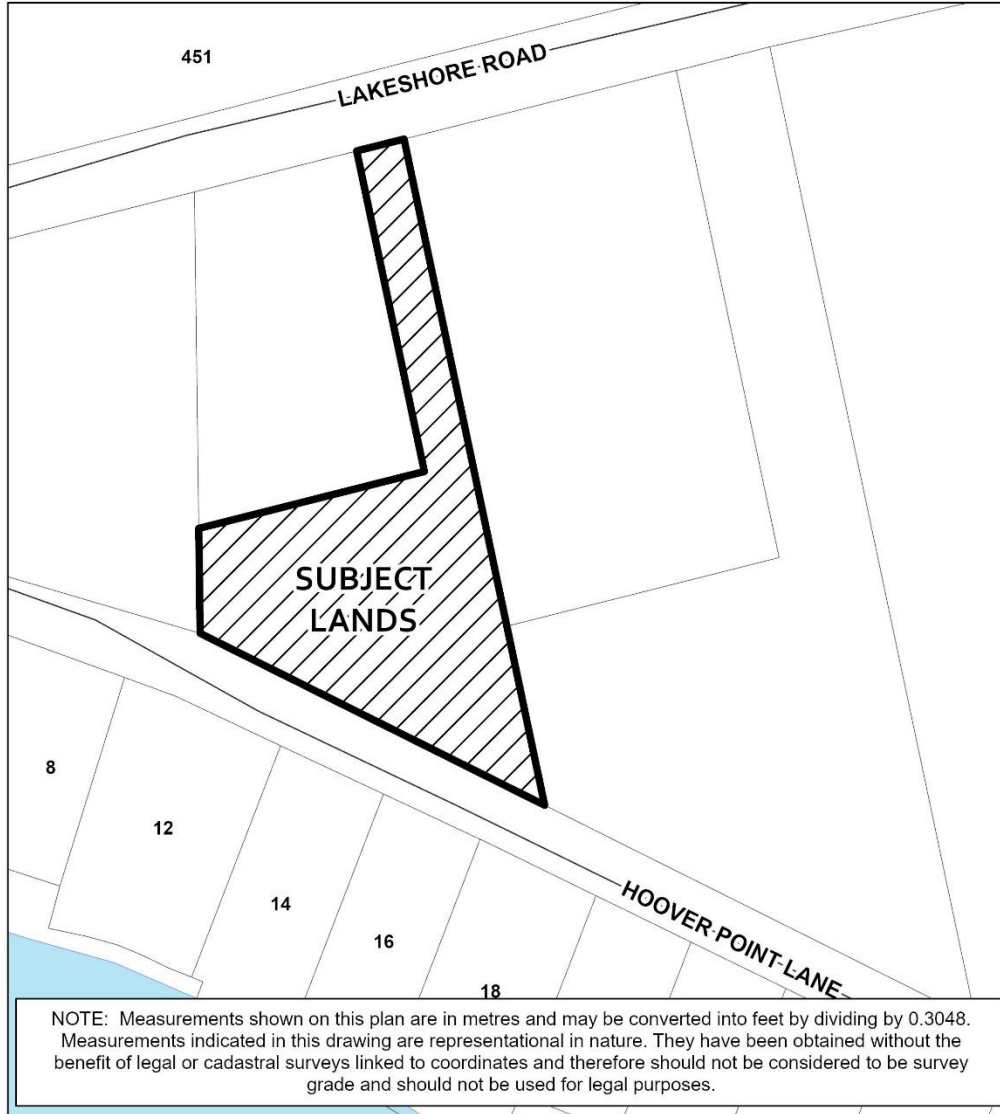 451
LAKESHORE ROAD
SUBJECT
LANDS
8
12
14
16
18
HOOVER POINT LANE
NOTE: Measurements shown on this plan are in metres and may be converted into feet by dividing by 0.3048.
Measurements indicated in this drawing are representational in nature. They have been obtained without the
benefit of legal or cadastral surveys linked to coordinates and therefore should not be considered to be survey
grade and should not be used for legal purposes.